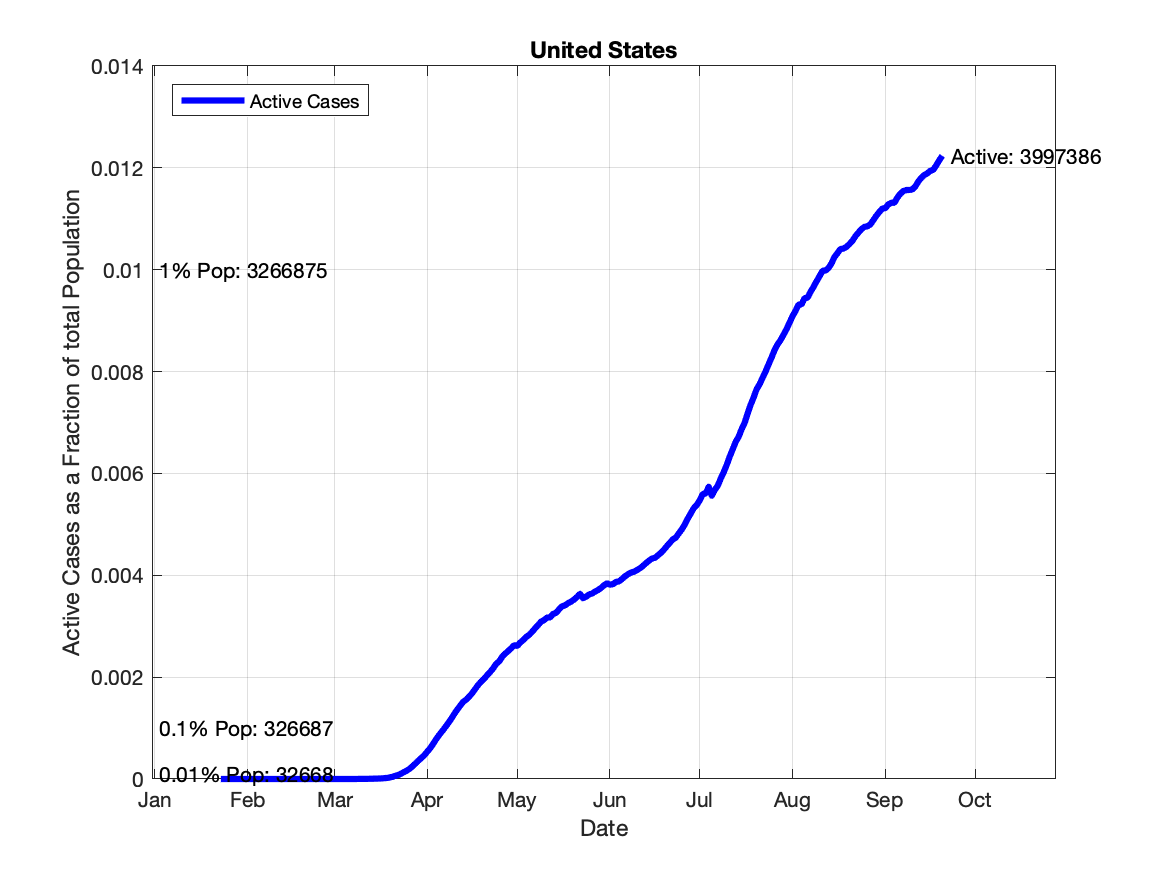 United States
0.014
Active Cases
0.012
Active: 3997386
0.01
1% Pop: 3266875
0.008
0.006
0.004
0.002
0.1% Pop: 326687
0
0.01% Pop: 32668
Jan Feb Mar Apr May Jun Jul Aug Sep Oct
Date
Active Cases as a Fraction of total Population